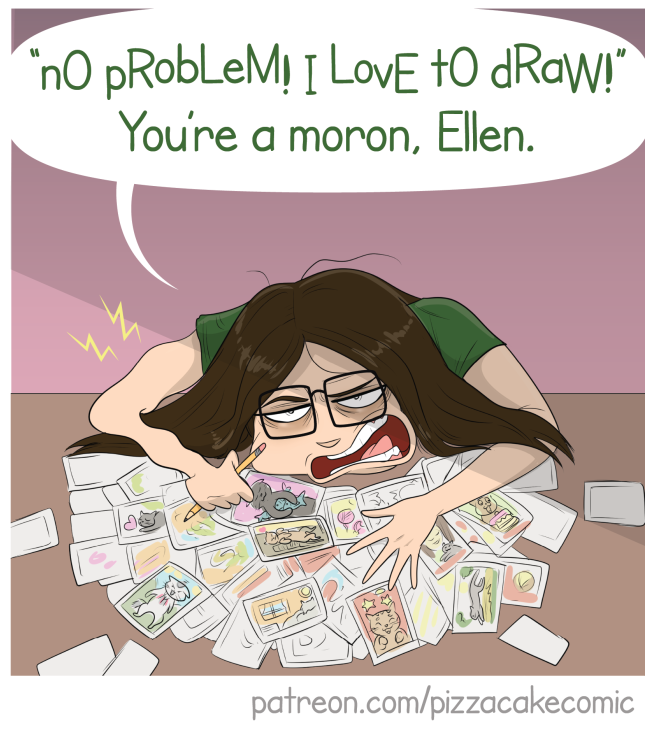 "nO pRobLeM! I LovE tO dRaW!"
You're a moron, Ellen.
patreon.com/pizzacakecomic